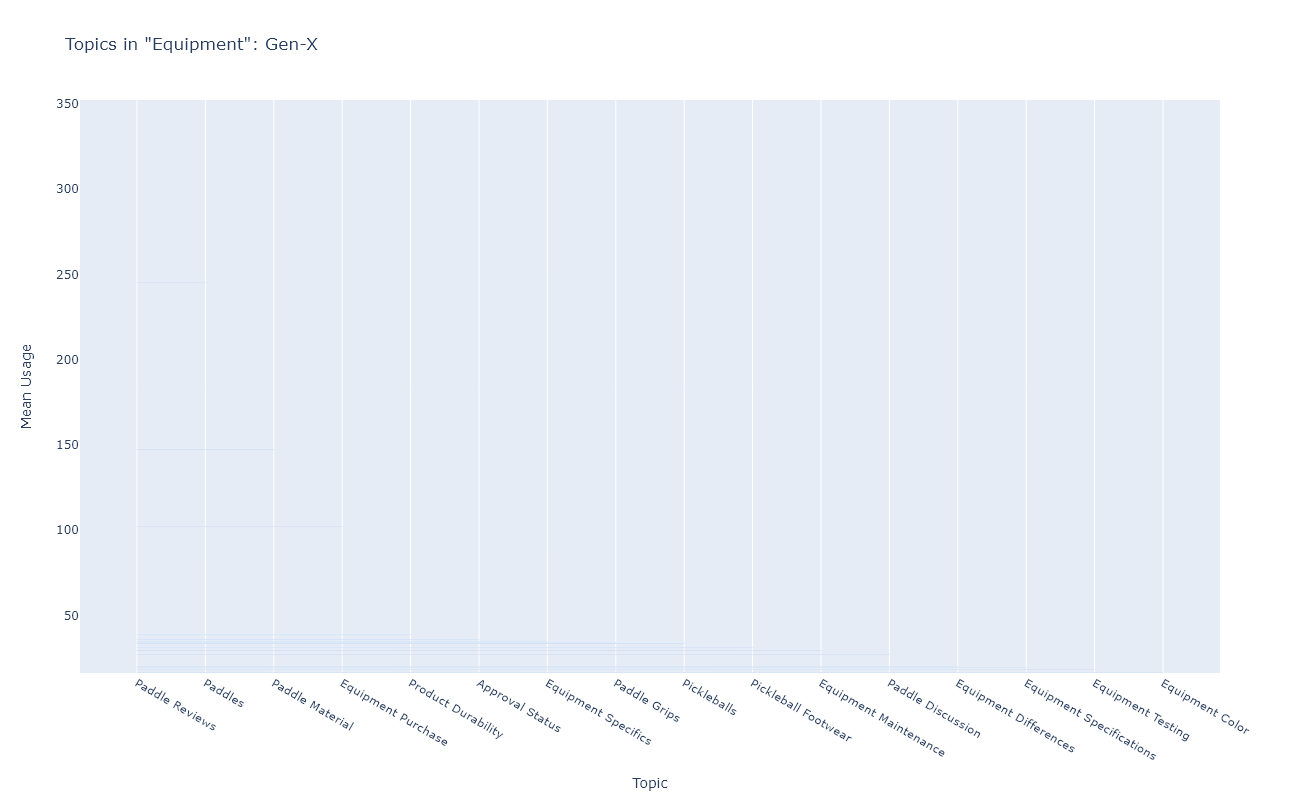 Topics in "Equipment": Gen-X
350
300
250
200
150
100
50
Mean Usage
Paddle Reviews
Paddles
Paddle Material
Equipment Purchase
Product Durability
Approval Status
Equipment Specifics
Paddle Grips
Pickleballs
Pickleball Footwear
Equipment Maintenance
Paddle Discussion
Equipment Differences
Equipment Specifications
Equipment Testing
Equipment Color
Topic